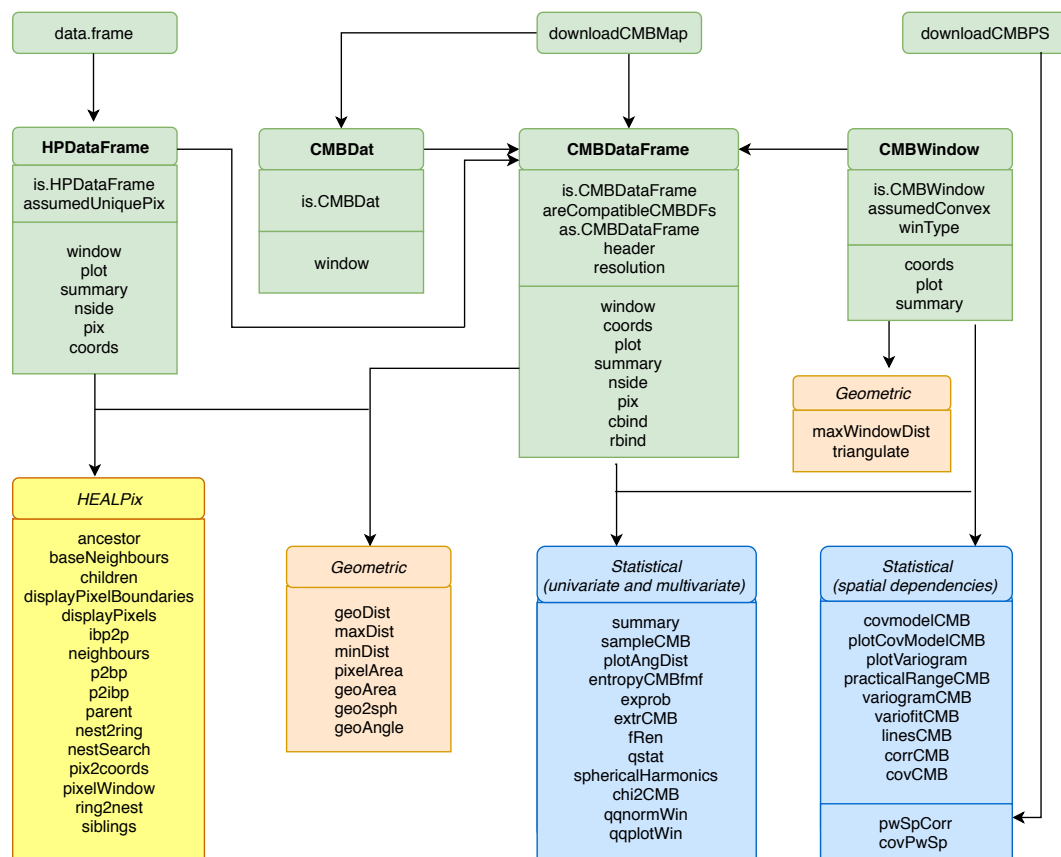 data.frame
downloadCMBMap
downloadCMBPS
HPDataFrame
is.HPDataFrame
assumedUniquePix
window
plot
summary
nside
pix
coords
CMBDat
is.CMBDat
window
CMBDataFrame
is.CMBDataFrame
areCompatibleCMBDFs
as.CMBDataFrame
header
resolution
window
coords
plot
summary
nside
pix
cbind
rbind
CMBWindow
is.CMBWindow
assumedConvex
winType
coords
plot
summary
Geometric
maxWindowDist
triangulate
HEALPix
ancestor
baseNeighbours
children
displayPixelBoundaries
displayPixels
ibp2p
neighbours
p2bp
p2ibp
parent
nest2ring
nestSearch
pix2coords
pixelWindow
ring2nest
siblings
Geometric
geoDist
maxDist
minDist
pixelArea
geoArea
geo2sph
geoAngle
Statistical
(univariate and multivariate)
summary
sampleCMB
plotAngDist
entropyCMBfmf
exprob
extrCMB
fRen
qstat
sphericalHarmonics
chi2CMB
qqnormWin
qqplotWin
Statistical
(spatial dependencies)
covmodelCMB
plotCovModelCMB
plotVariogram
practicalRangeCMB
variogramCMB
variofitCMB
linesCMB
corrCMB
covCMB
pwSpCorr
covPwSp